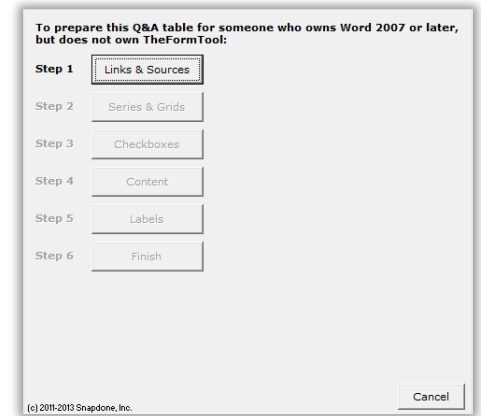 To prepare this Q&A table for someone who owns Word 2007 or later,
but does not own TheFormTool:
Step 1 Links & Sources
Step 2 Series & Grids
Step 3 Checkboxes
Step 4 Content
Step 5 Labels
Step 6 Finish
Cancel
(c) 2011-2013 Snapdone, Inc.